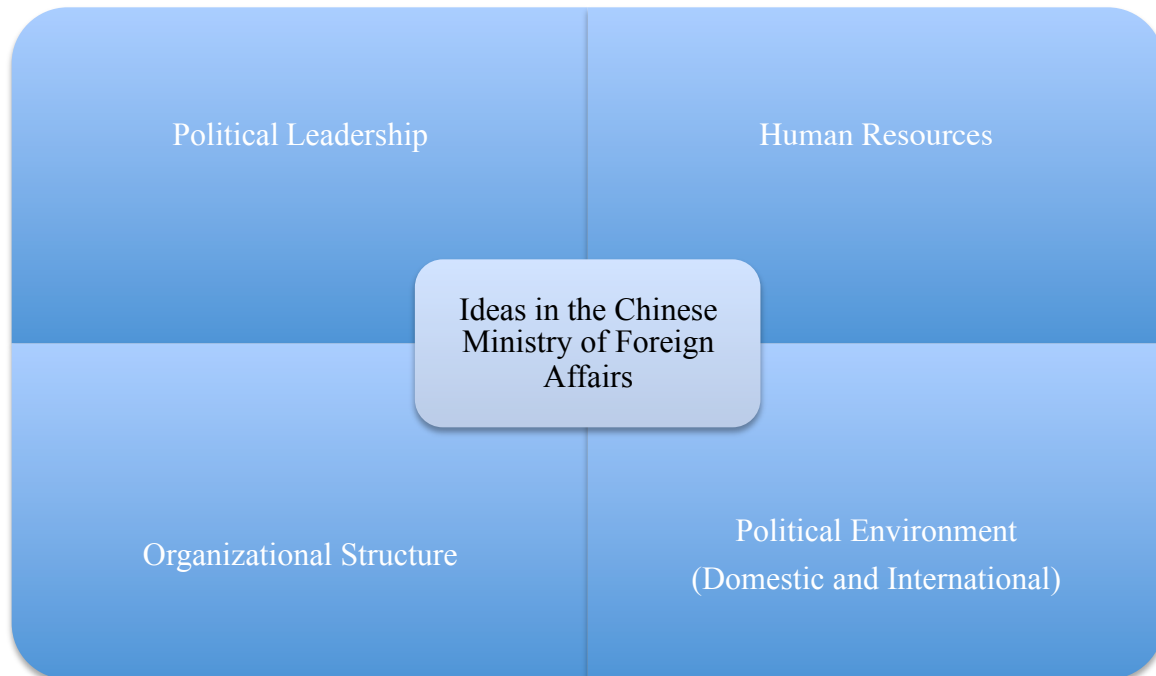 Political Leadership
Human Resources
Ideas in the Chinese
Ministry of Foreign
Affairs
Organizational Structure
Political Environment
(Domestic and International)